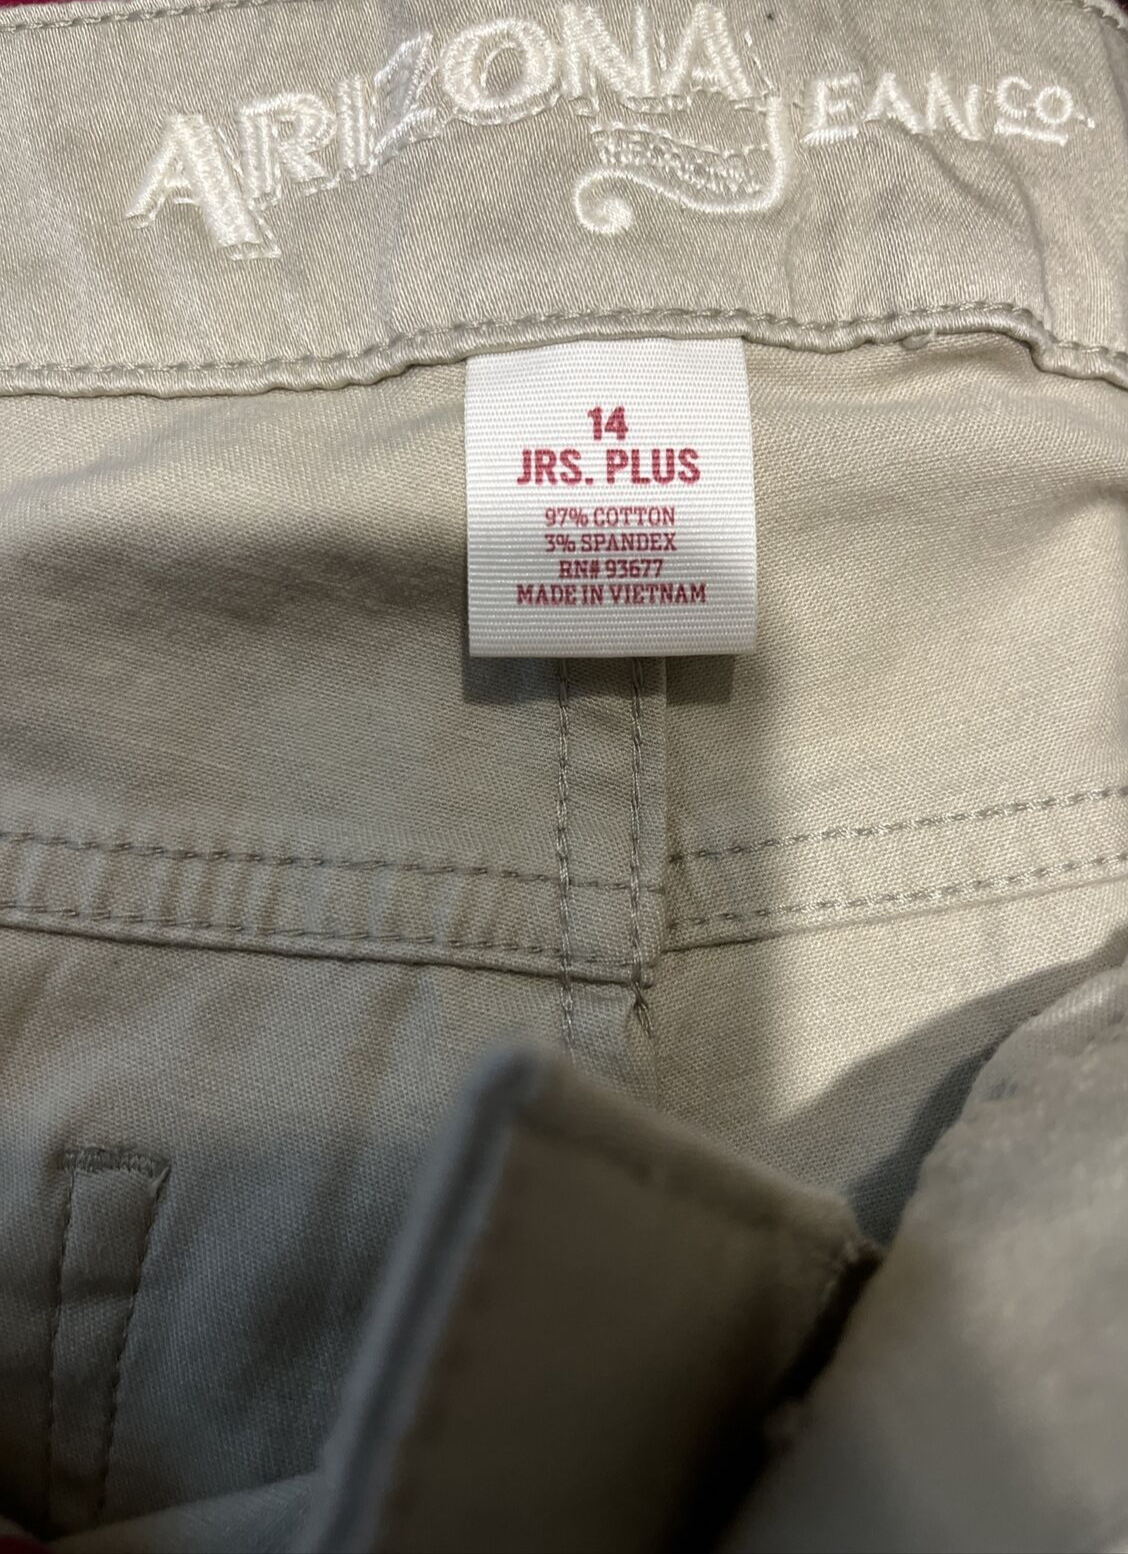 ARIZONA JEAN CO.
14
JRS. PLUS
97% COTTON
3% SPANDEX
RN# 93677
MADE IN VIETNAM